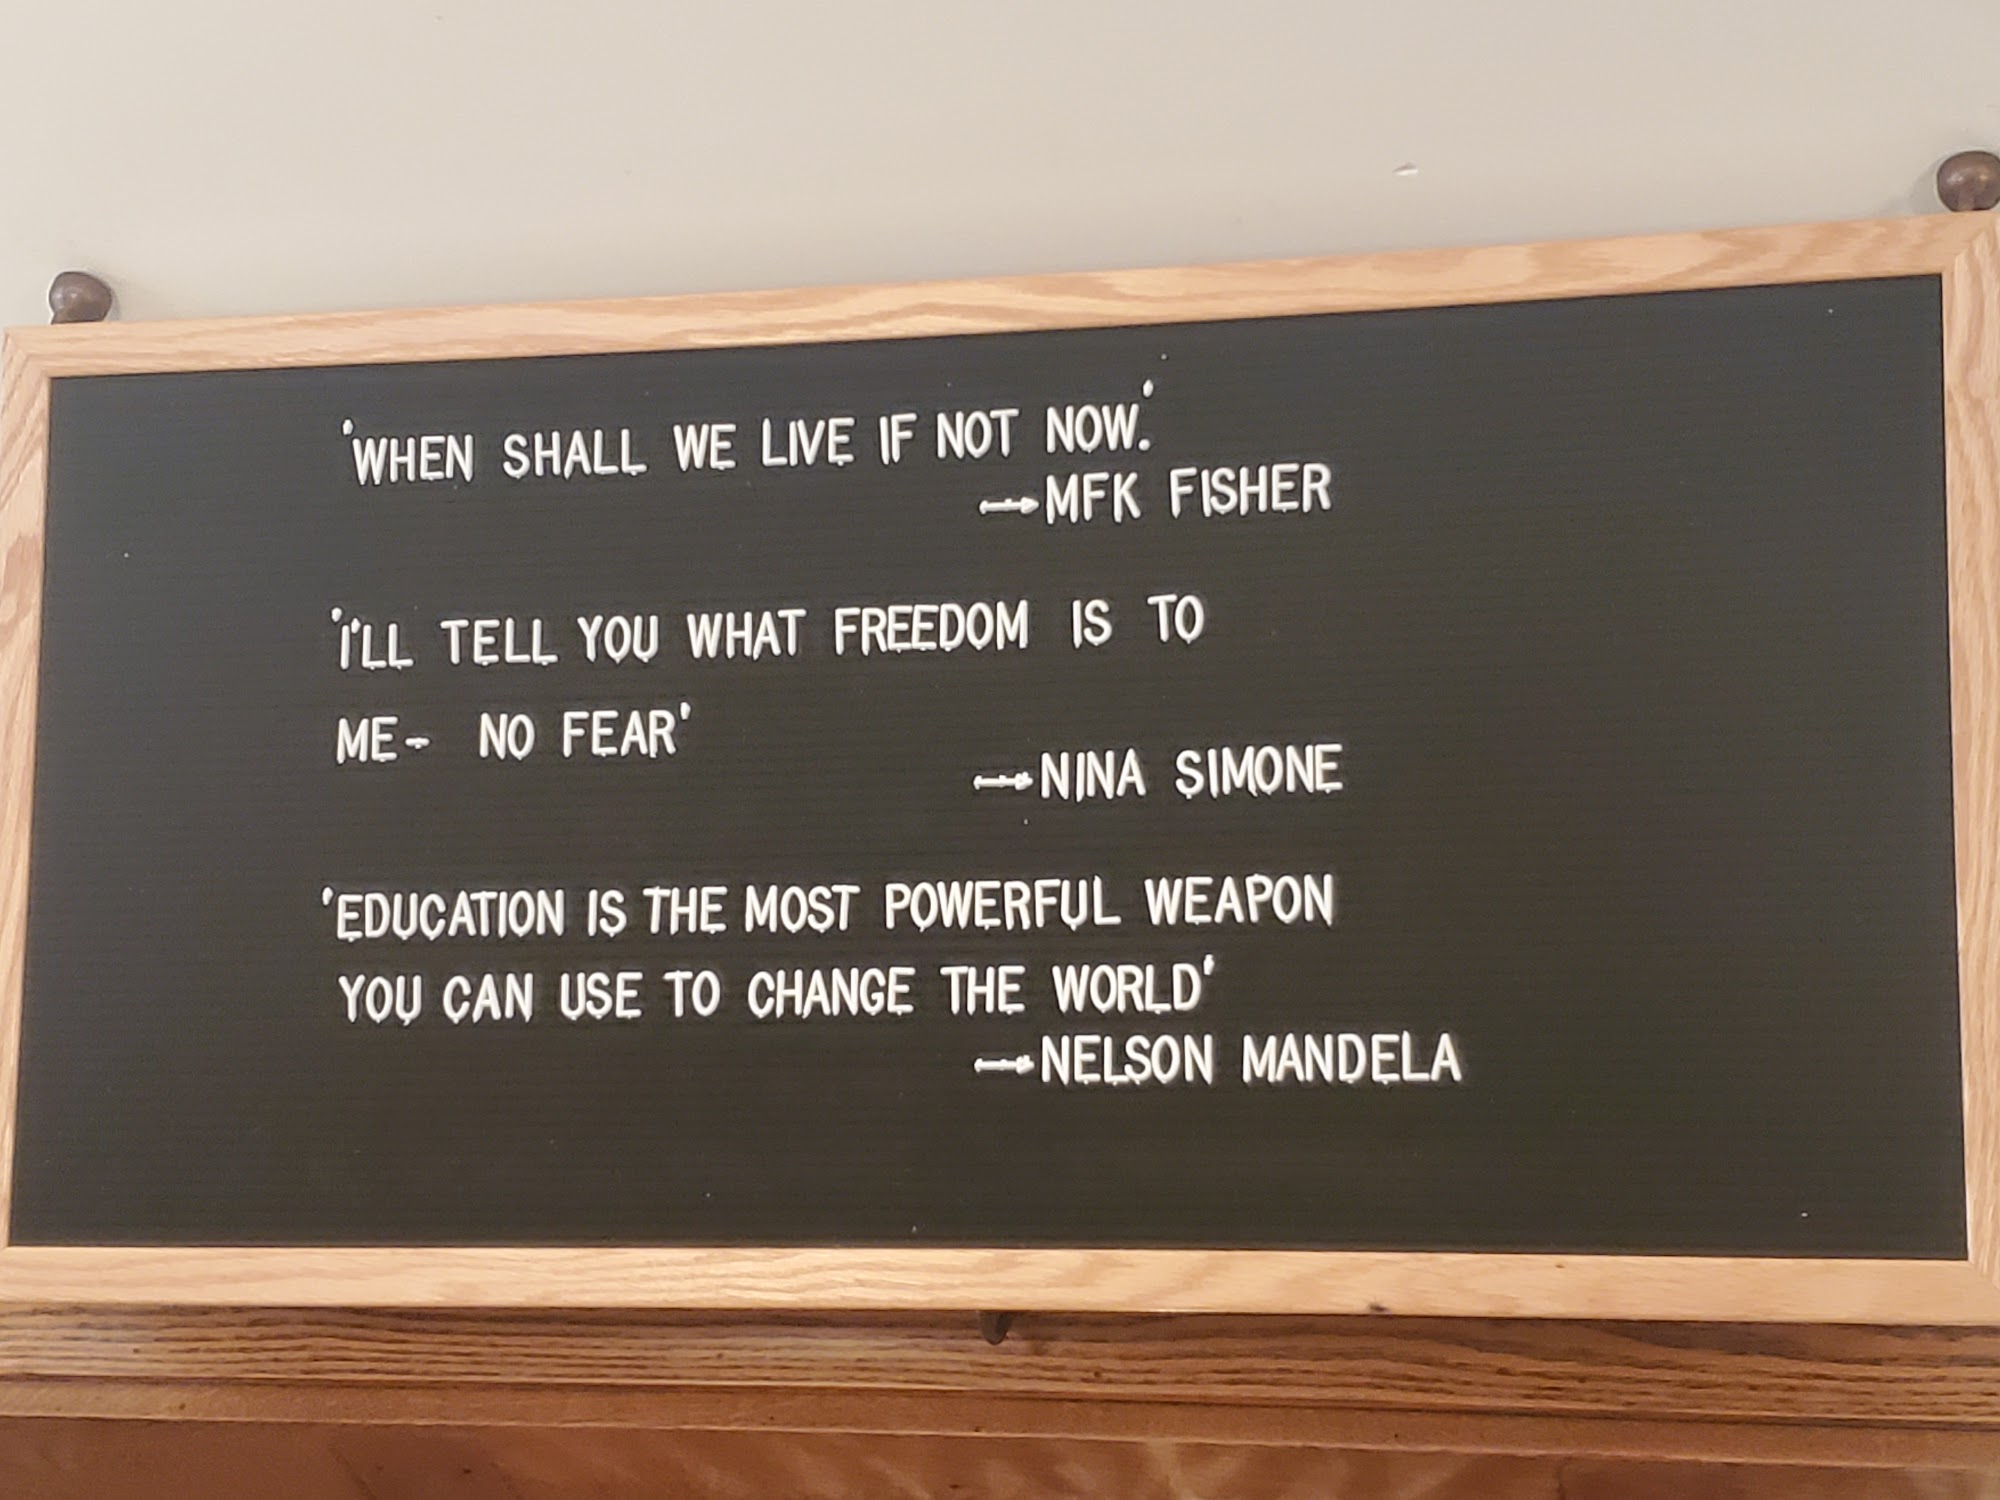 'WHEN SHALL WE LIVE IF NOT NOW.'
→MFK FISHER
'I'LL TELL YOU WHAT FREEDOM IS TO
ME- NO FEAR'
→NINA SIMONE
'EDUCATION IS THE MOST POWERFUL WEAPON
YOU CAN USE TO CHANGE THE WORLD'
→NELSON MANDELA